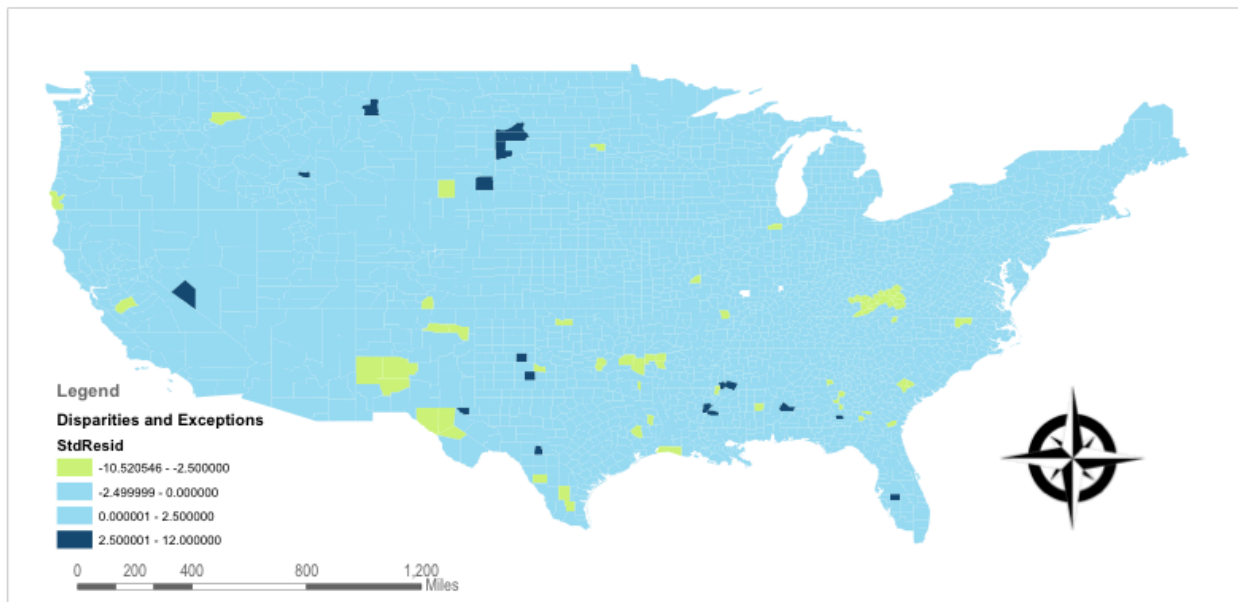 Legend
Disparities and Exceptions
StdResid
-10.520546 - -2.500000
-2.499999 - 0.000000
0.000001 - 2.500000
2.500001 - 12.000000
0 200 400 800 1,200
Miles